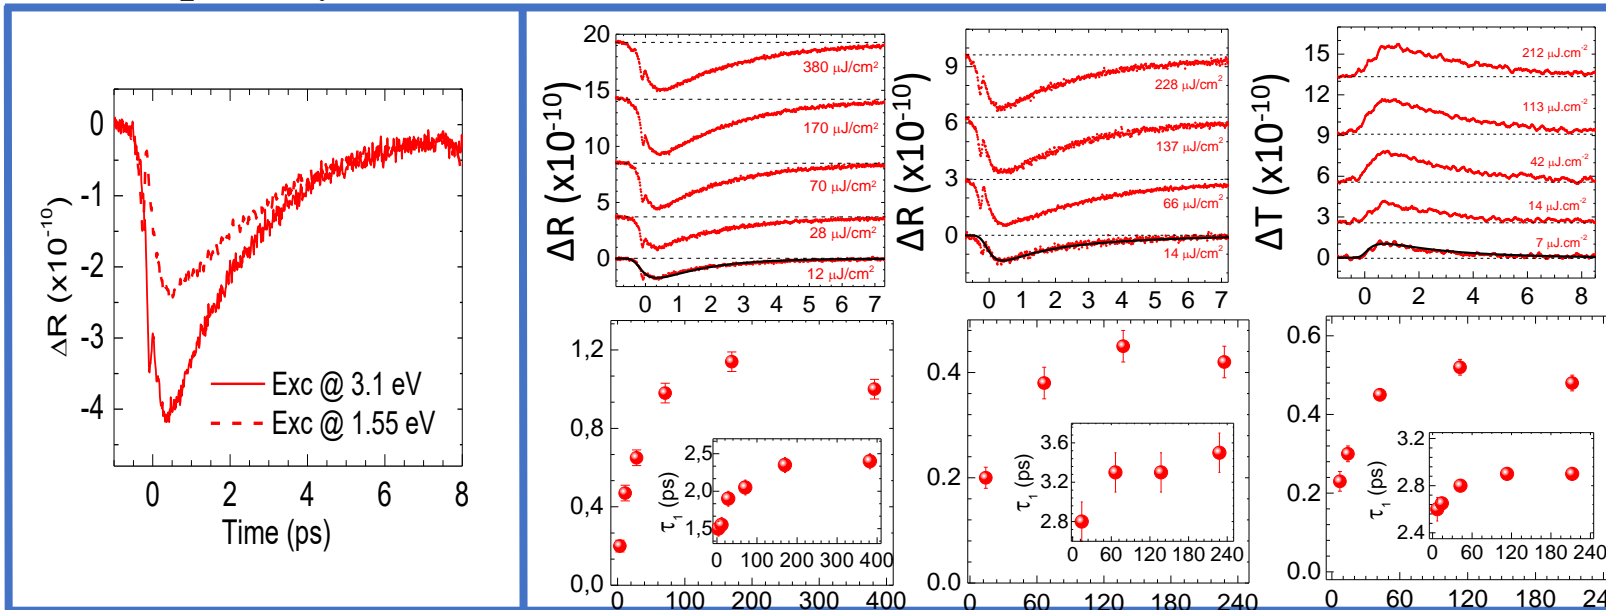 0
-1
-2
-3
-4
ΔR (x10⁻¹⁰)
Exc @ 3.1 eV
Exc @ 1.55 eV
0 2 4 6 8
Time (ps)
20
15
10
5
0
ΔR (x10⁻¹⁰)
380 μJ/cm²
170 μJ/cm²
70 μJ/cm²
28 μJ/cm²
12 μJ/cm²
0 1 2 3 4 5 6 7
9
6
3
0
ΔR (x10⁻¹⁰)
228 μJ/cm²
137 μJ/cm²
66 μJ/cm²
14 μJ/cm²
0 1 2 3 4 5 6 7
15
12
9
6
3
0
ΔT (x10⁻¹⁰)
212 μJ.cm⁻²
113 μJ.cm⁻²
42 μJ.cm⁻²
14 μJ.cm⁻²
7 μJ.cm⁻²
0 2 4 6 8
1,2
0,8
0,4
0,0
0 100 200 300 400
τ₁ (ps)
2.5
2.0
1.5
0 100 200 300 400
0.4
0.2
0.0
0 60 120 180 240
τ₁ (ps)
3.6
3.2
2.8
0 60 120 180 240
0.6
0.4
0.2
0.0
0 60 120 180 24
τ₁ (ps)
3.2
2.8
2.4
0 60 120 180 240